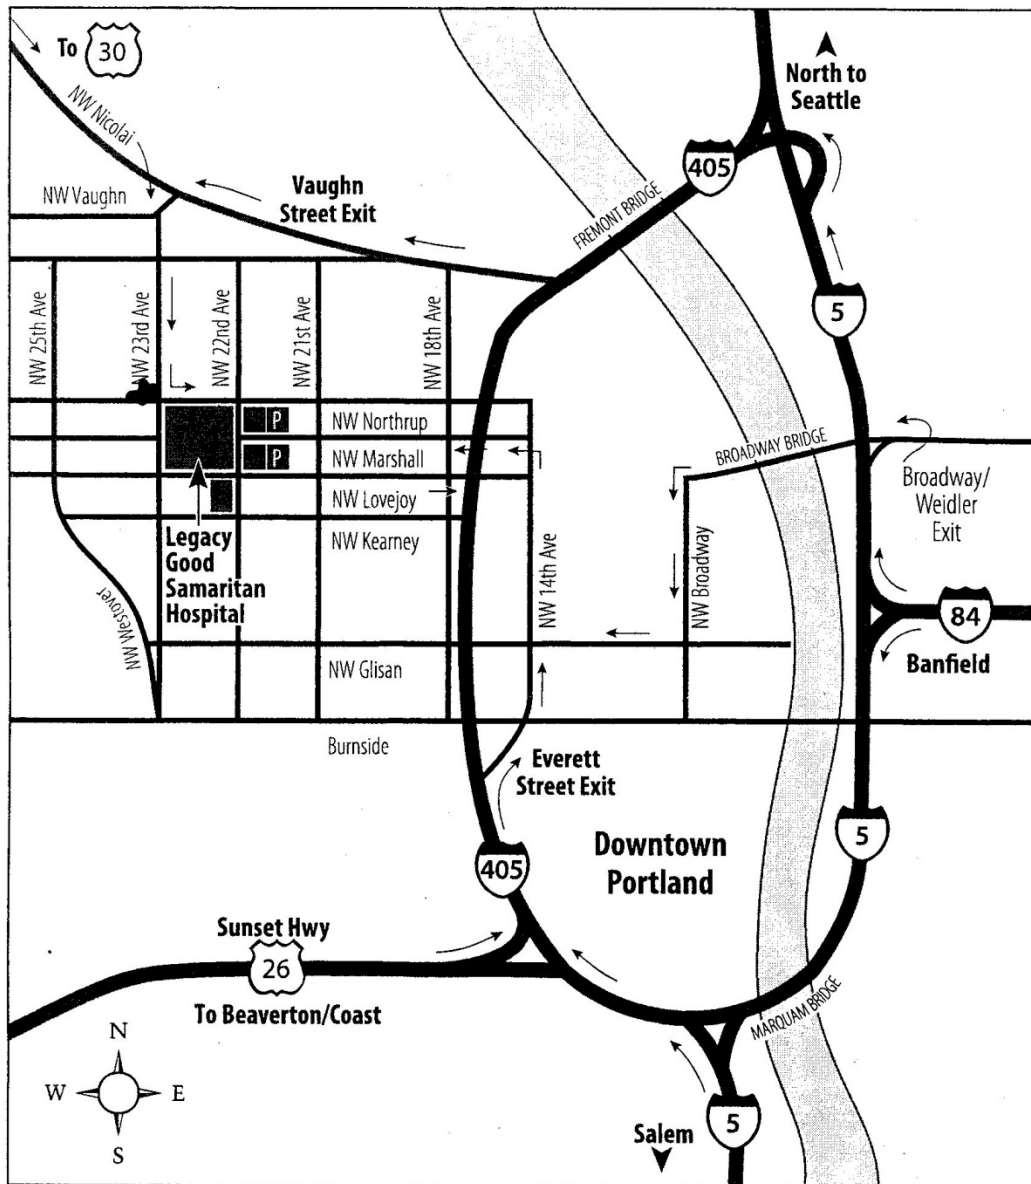 To 30
NW Nicolai
North to
Seattle
405
Vaughn
Street Exit
NW Vaughn
FREMONT BRIDGE
5
NW 25th Ave
NW 23rd Ave
NW 22nd Ave
NW 21st Ave
NW 18th Ave
P
NW Northrup
P
NW Marshall
BROADWAY BRIDGE
NW Lovejoy
Broadway/
Weidler
Exit
Legacy
Good
Samaritan
Hospital
NW Kearney
NW 14th Ave
NW Broadway
NW Westover
84
Banfield
NW Glisan
Burnside
Everett
Street Exit
5
Downtown
Portland
405
Sunset Hwy
26
To Beaverton/Coast
MARQUAM BRIDGE
N
W
E
S
5
Salem